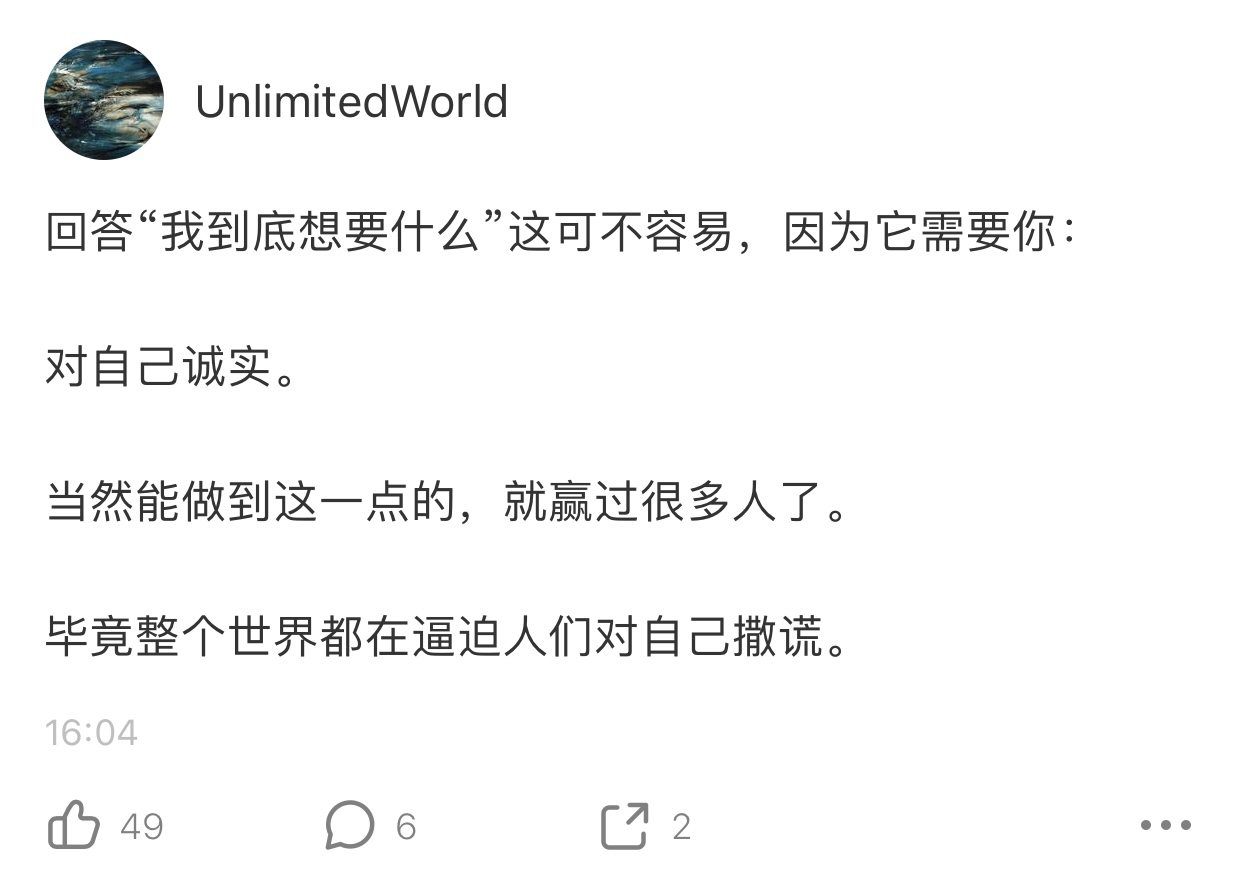 UnlimitedWorld
回答“我到底想要什么”这可不容易，因为它需要你：
对自己诚实。
当然能做到这一点的，就赢过很多人了。
毕竟整个世界都在逼迫人们对自己撒谎。
16:04
49 6 2